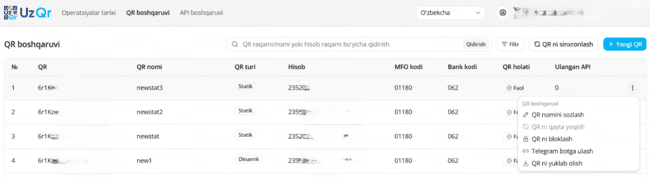 UzQr Operatsiyalar tarixi QR boshqaruvi API boshqaruvi O'zbekcha
QR boshqaruvi QR raqami/nomi yoki hisob raqami bo'yicha qidirish Qidirish Filtr QR ni sinxronlash + Yangi QR
№ QR QR nomi QR turi Hisob MFO kodi Bank kodi QR holati Ulangan API
1 newstat3 Statik 01180 062 Faol 0
2 newstat2 Statik 01180 062
3 newstat Statik 01180 062
4 new1 Dinamik 01180 062
QR boshqaruvi
QR nomini sozlash
QR ni qayta yoqish
QR ni bloklash
Telegram botga ulash
QR ni yuklab olish